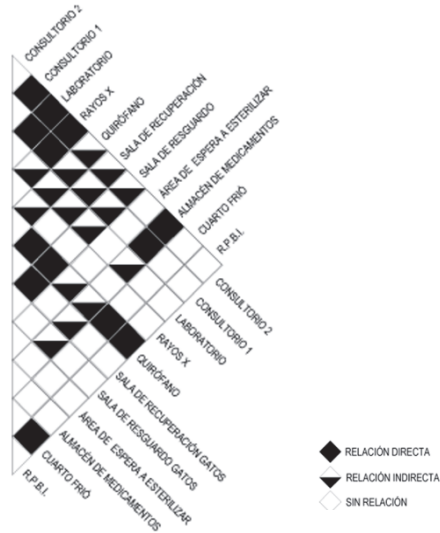 CONSULTORIO 2
CONSULTORIO 1
LABORATORIO
RAYOS X
QUIRÓFANO
SALA DE RECUPERACIÓN
SALA DE RESGUARDO
ÁREA DE ESPERA A ESTERILIZAR
ALMACÉN DE MEDICAMENTOS
CUARTO FRIÓ
R.P.B.I.
CONSULTORIO 2
CONSULTORIO 1
LABORATORIO
RAYOS X
QUIRÓFANO
SALA DE RECUPERACIÓN GATOS
SALA DE RESGUARDO GATOS
ÁREA DE ESPERA A ESTERILIZAR
ALMACÉN DE MEDICAMENTOS
CUARTO FRIÓ
R.P.B.I.
RELACIÓN DIRECTA
RELACIÓN INDIRECTA
SIN RELACIÓN